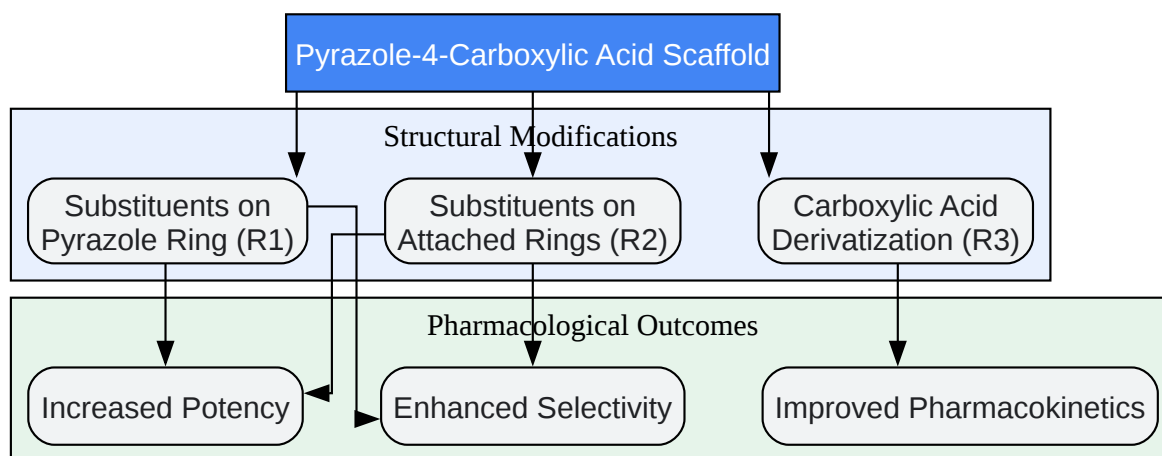 Pyrazole-4-Carboxylic Acid Scaffold
Structural Modifications
Substituents on
Pyrazole Ring (R1)
Substituents on
Attached Rings (R2)
Carboxylic Acid
Derivatization (R3)
Pharmacological Outcomes
Increased Potency
Enhanced Selectivity
Improved Pharmacokinetics